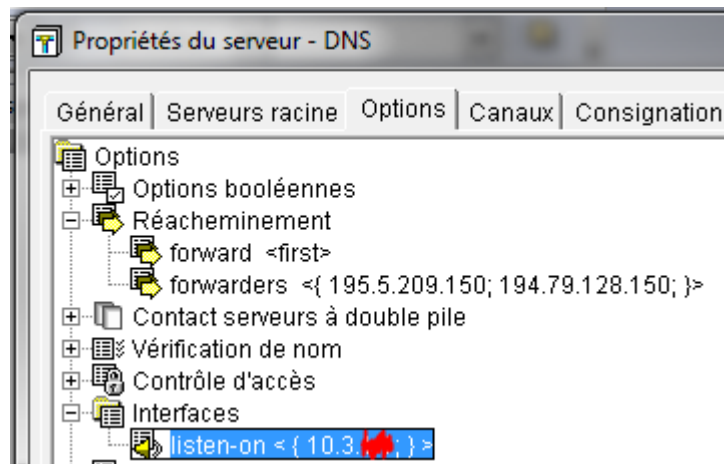 Propriétés du serveur - DNS
Général Serveurs racine Options Canaux Consignation
Options
Options booléennes
Réacheminement
forward <first>
forwarders <{ 195.5.209.150; 194.79.128.150; }>
Contact serveurs à double pile
Vérification de nom
Contrôle d'accès
Interfaces
listen-on < { 10.3. ; } >